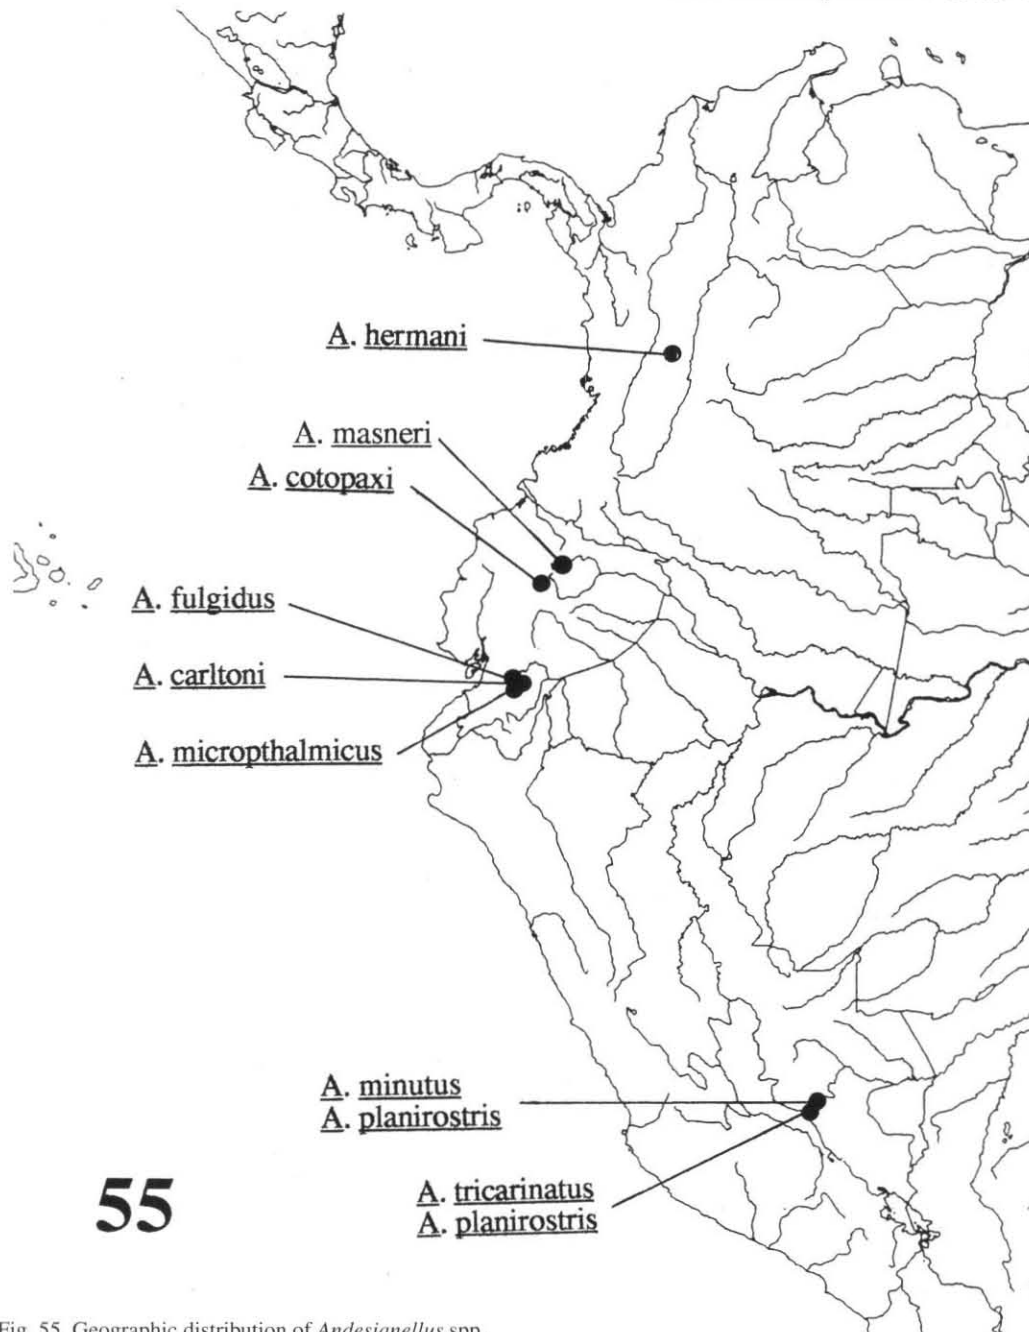 A. hermani
A. masneri
A. cotopaxi
A. fulgidus
A. carltoni
A. micropthalmicus
A. minutus
A. planirostris
A. tricarinatus
A. planirostris
55
Fig. 55. Geographic distribution of Andesianellus spp.